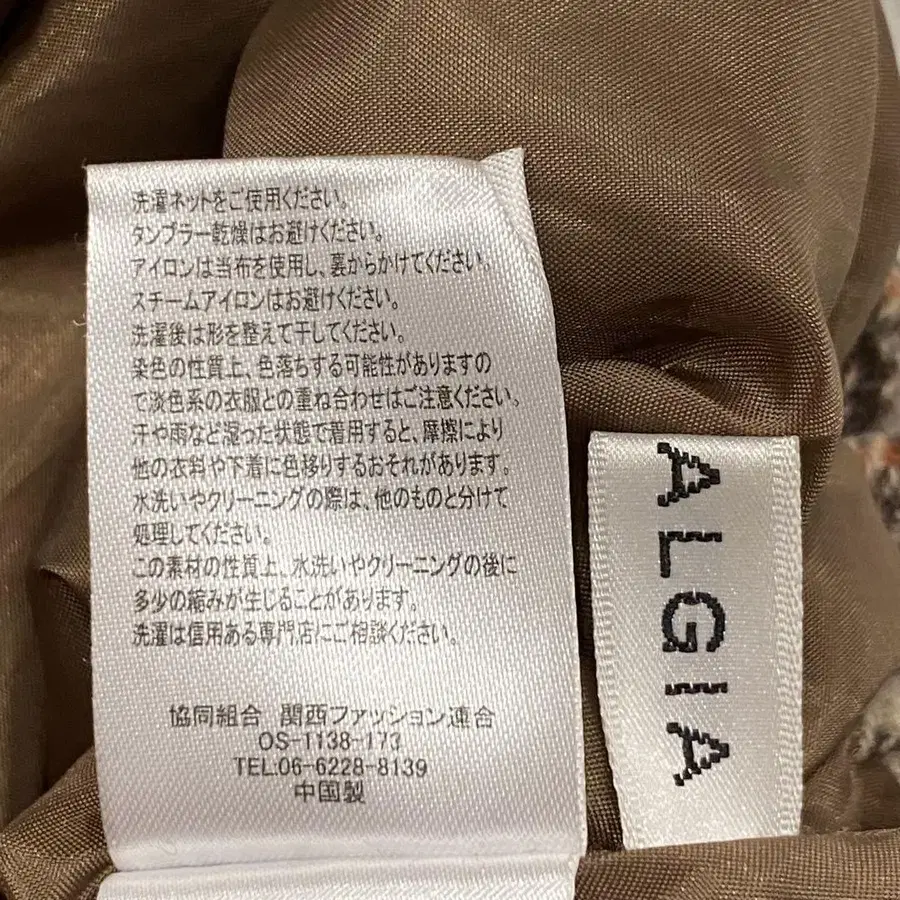 洗濯ネットをご使用ください。
タンブラー乾燥はお避けください。
アイロンは当布を使用し、裏からかけてください。
スチームアイロンはお避けください。
洗濯後は形を整えて干してください。
染色の性質上、色落ちする可能性がありますの
で淡色系の衣服との重ね合わせはご注意ください。
汗や雨など湿った状態で着用すると、摩擦により
他の衣料や下着に色移りするおそれがあります。
水洗いやクリーニングの際は、他のものと分けて
処理してください。
この素材の性質上、水洗いやクリーニングの後に
多少の縮みが生じることがあります。
洗濯は信用ある専門店にご相談ください。
協同組合 関西ファッション連合
OS-1138-173
TEL.06-6228-8139
中国製
ALGIA